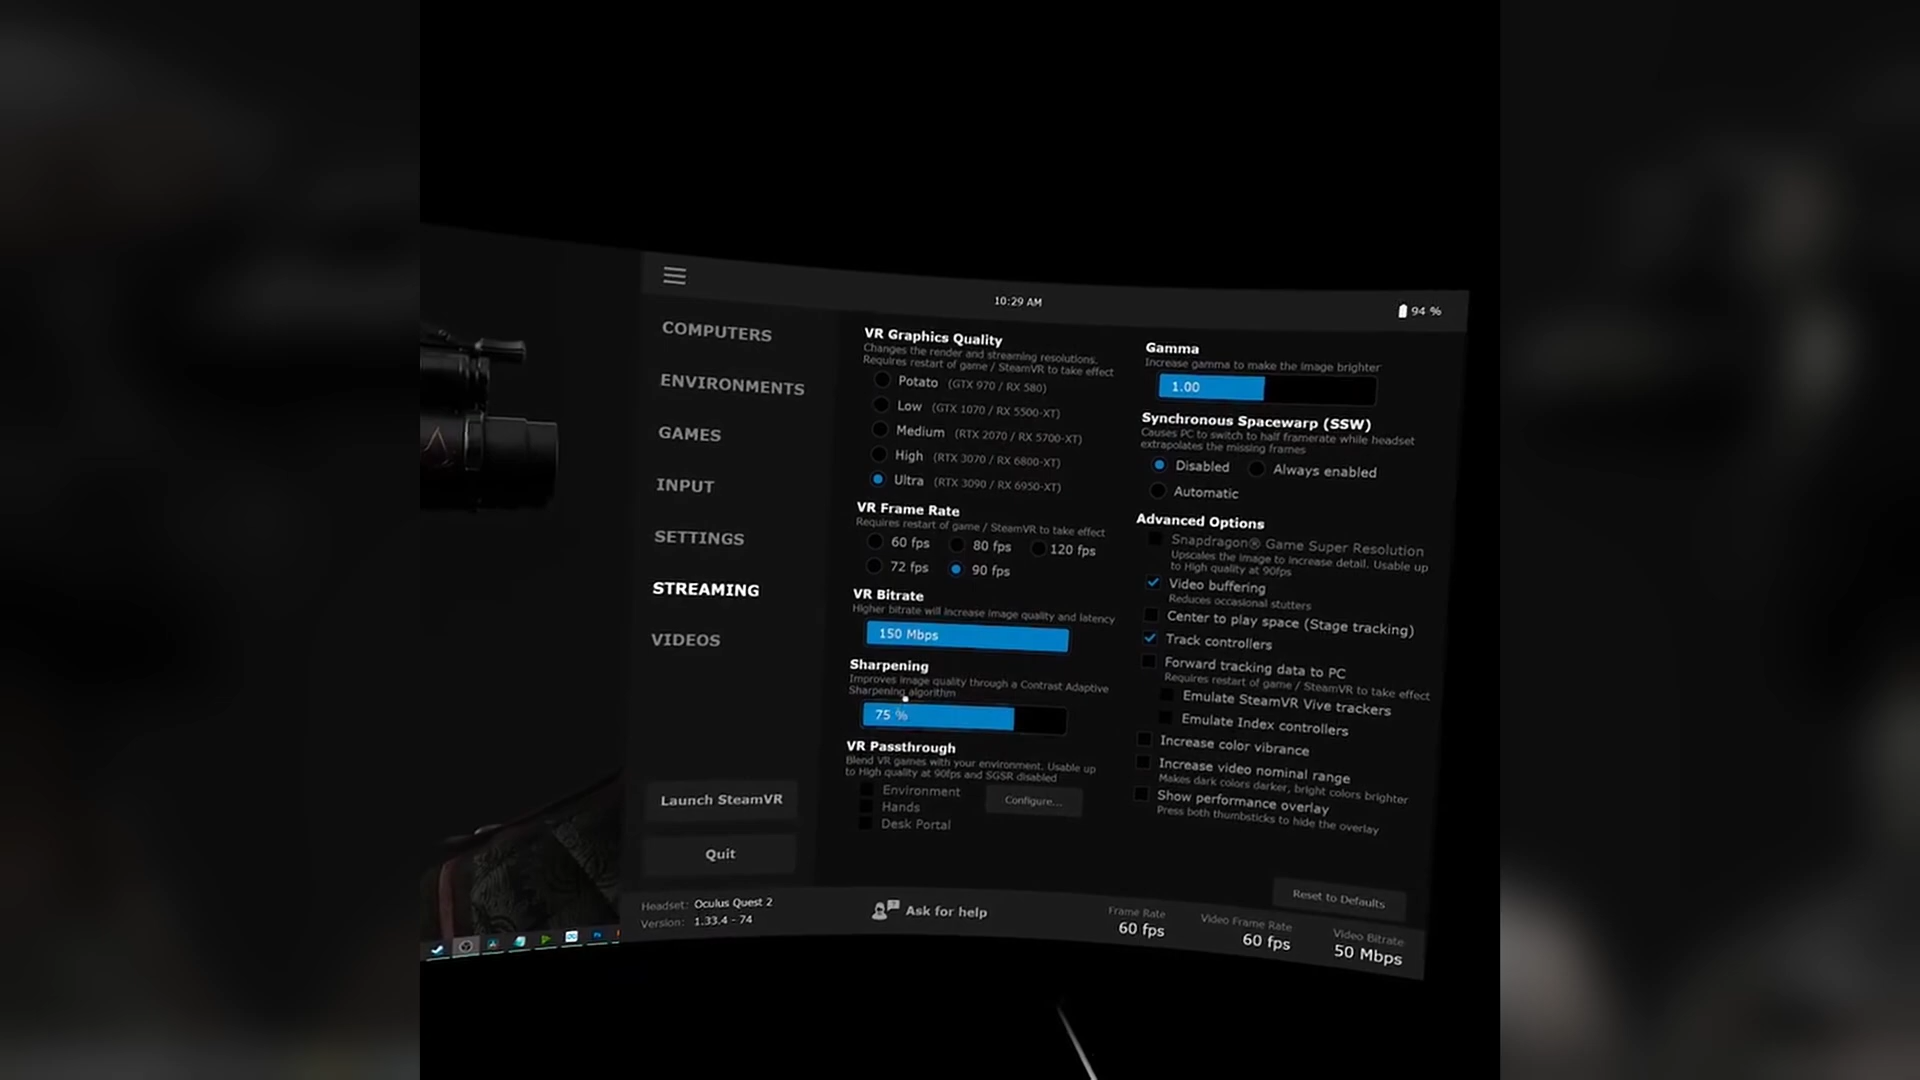 10:29 AM
94 %
COMPUTERS
ENVIRONMENTS
GAMES
INPUT
SETTINGS
STREAMING
VIDEOS
Launch SteamVR
Quit
VR Graphics Quality
Changes the render and streaming resolutions.
Requires restart of game / SteamVR to take effect
Potato (GTX 970 / RX 580)
Low (GTX 1070 / RX 5500-XT)
Medium (RTX 2070 / RX 5700-XT)
High (RTX 3070 / RX 6800-XT)
Ultra (RTX 3090 / RX 6950-XT)
VR Frame Rate
Requires restart of game / SteamVR to take effect
60 fps 80 fps 120 fps
72 fps 90 fps
VR Bitrate
Higher bitrate will increase image quality and latency
150 Mbps
Sharpening
Improves image quality through a Contrast Adaptive
Sharpening algorithm
75 %
VR Passthrough
Blend VR games with your environment. Usable up
to High quality at 90fps and SGSR disabled
Environment
Hands
Desk Portal
Configure...
Gamma
Increase gamma to make the image brighter
1.00
Synchronous Spacewarp (SSW)
Causes PC to switch to half framerate while headset
extrapolates the missing frames
Disabled Always enabled
Automatic
Advanced Options
Snapdragon® Game Super Resolution
Upscales the image to increase detail. Usable up
to High quality at 90fps
Video buffering
Reduces occasional stutters
Center to play space (Stage tracking)
Track controllers
Forward tracking data to PC
Requires restart of game / SteamVR to take effect
Emulate SteamVR Vive trackers
Emulate Index controllers
Increase color vibrance
Increase video nominal range
Makes dark colors darker, bright colors brighter
Show performance overlay
Press both thumbsticks to hide the overlay
Reset to Defaults
Headset: Oculus Quest 2
Version: 1.33.4 - 74
Ask for help
Frame Rate
60 fps
Video Frame Rate
60 fps
Video Bitrate
50 Mbps